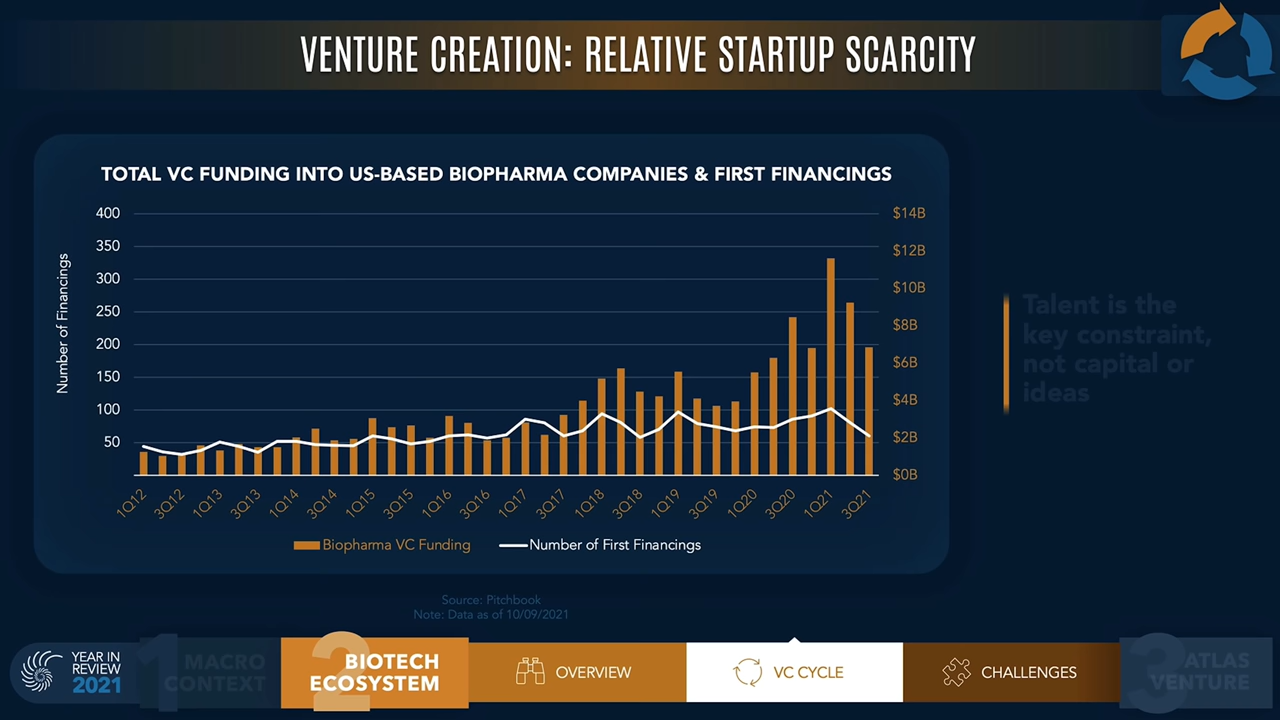 VENTURE CREATION: RELATIVE STARTUP SCARCITY
TOTAL VC FUNDING INTO US-BASED BIOPHARMA COMPANIES & FIRST FINANCINGS
Number of Financings
400
350
300
250
200
150
100
50
$14B
$12B
$10B
$8B
$6B
$4B
$2B
$0B
1Q12
3Q12
1Q13
3Q13
1Q14
3Q14
1Q15
3Q15
1Q16
3Q16
1Q17
3Q17
1Q18
3Q18
1Q19
3Q19
1Q20
3Q20
1Q21
3Q21
Biopharma VC Funding
Number of First Financings
Talent is the
key constraint,
not capital or
ideas
Source: Pitchbook
Note: Data as of 10/09/2021
YEAR IN
REVIEW
2021
1
MACRO
CONTEXT
2
BIOTECH
ECOSYSTEM
OVERVIEW
VC CYCLE
CHALLENGES
3
ATLAS
VENTURE